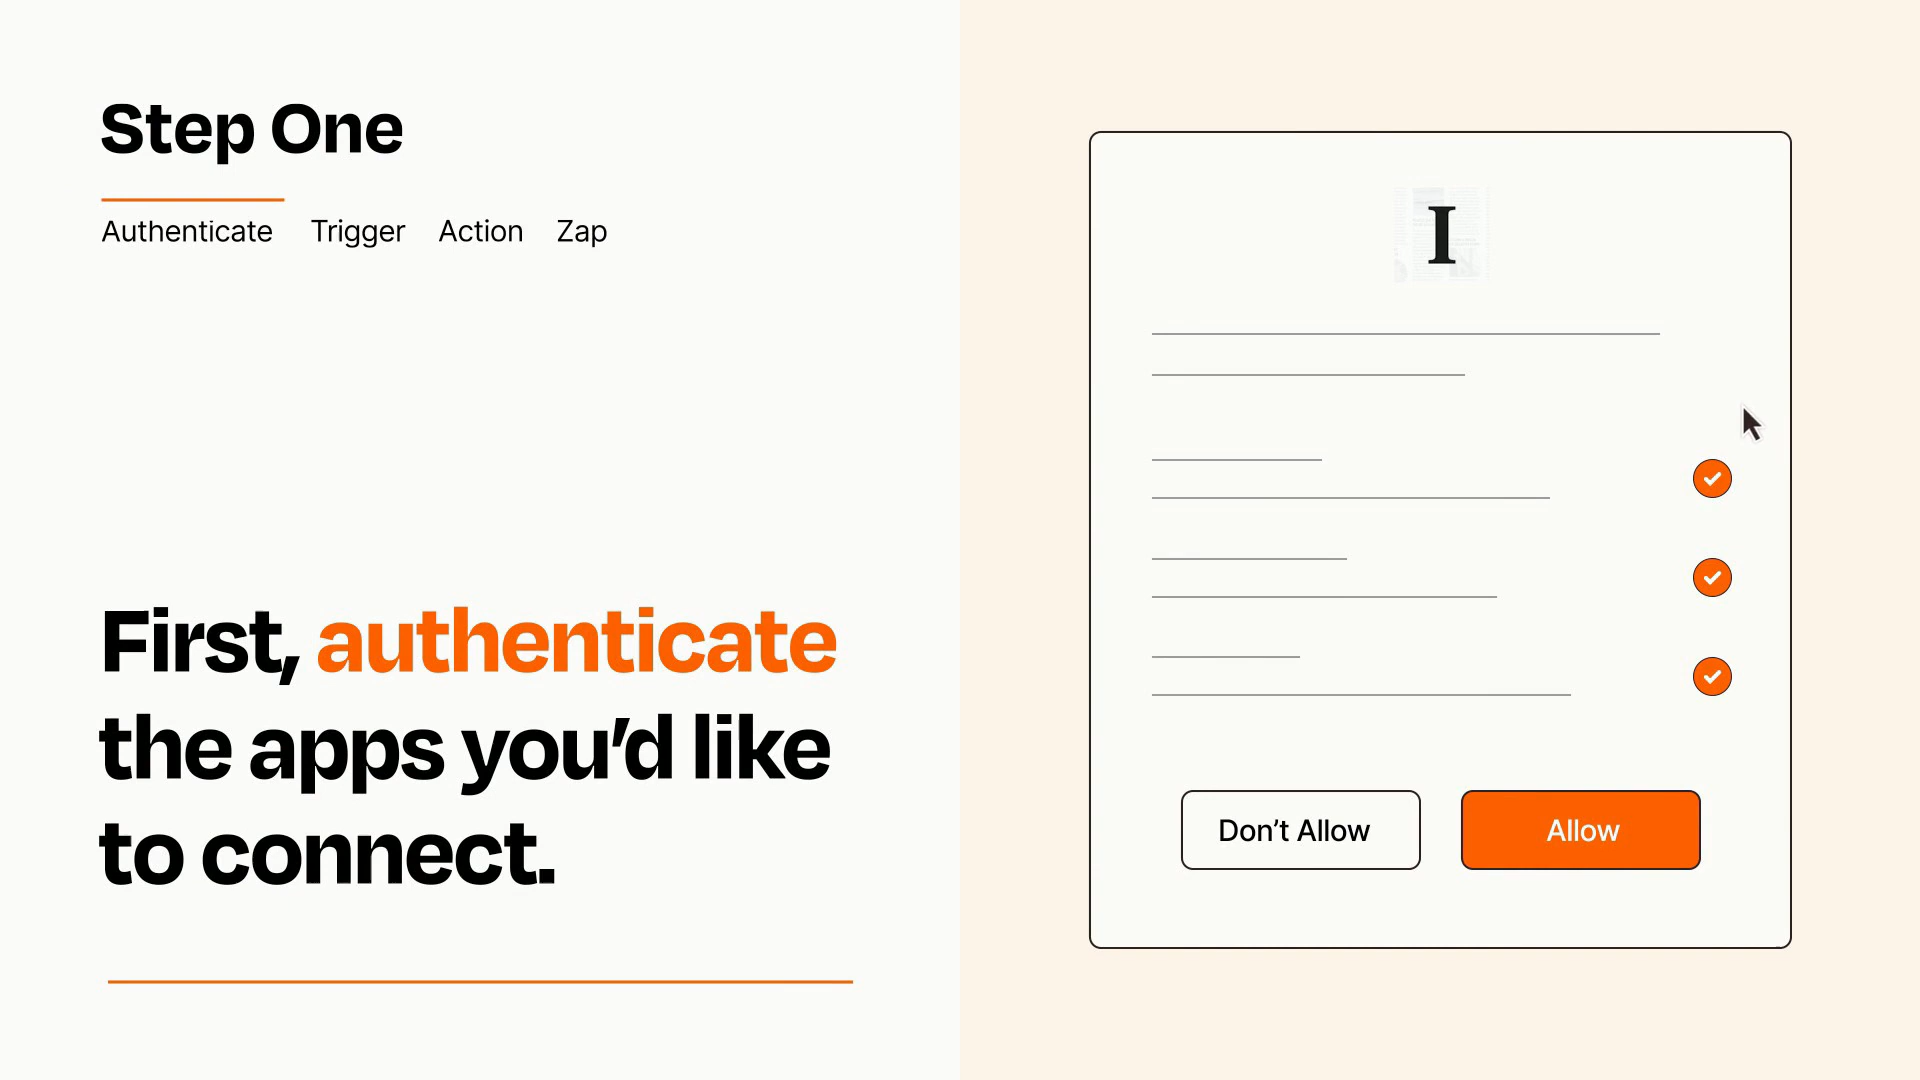 Step One
Authenticate Trigger Action Zap
First, authenticate
the apps you’d like
to connect.
I
Don’t Allow
Allow